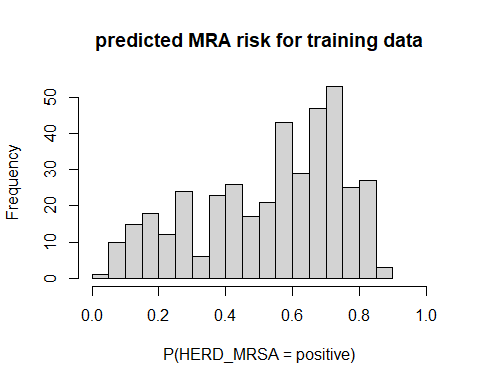 predicted MRA risk for training data
Frequency
50
40
30
20
10
0
0.0 0.2 0.4 0.6 0.8 1.0
P(HERD_MRSA = positive)